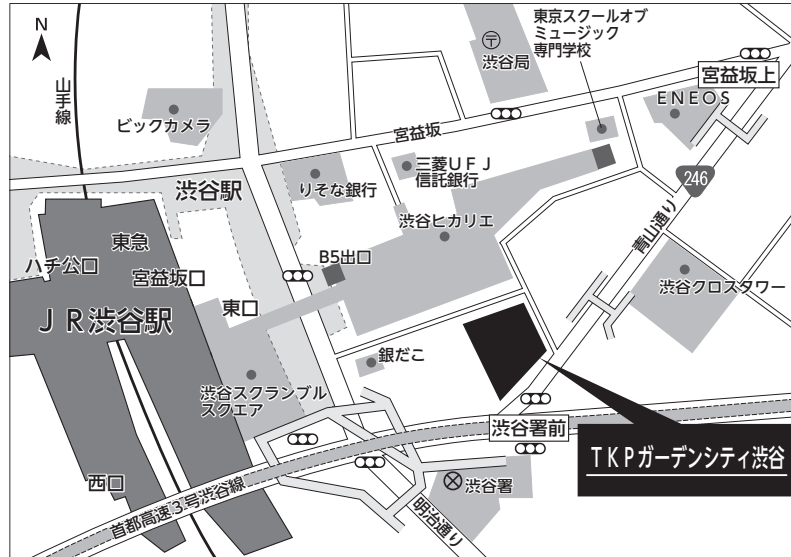 N
山手線
ビックカメラ
渋谷局
東京スクールオブ
ミュージック
専門学校
宮益坂上
ENEOS
宮益坂
246
青山通り
渋谷駅
りそな銀行
三菱UFJ
信託銀行
渋谷ヒカリエ
B5出口
東急
ハチ公口
宮益坂口
東口
JR渋谷駅
渋谷クロスタワー
銀だこ
渋谷スクランブル
スクエア
渋谷署前
TKPガーデンシティ渋谷
西口
首都高速3号渋谷線
渋谷署
明治通り